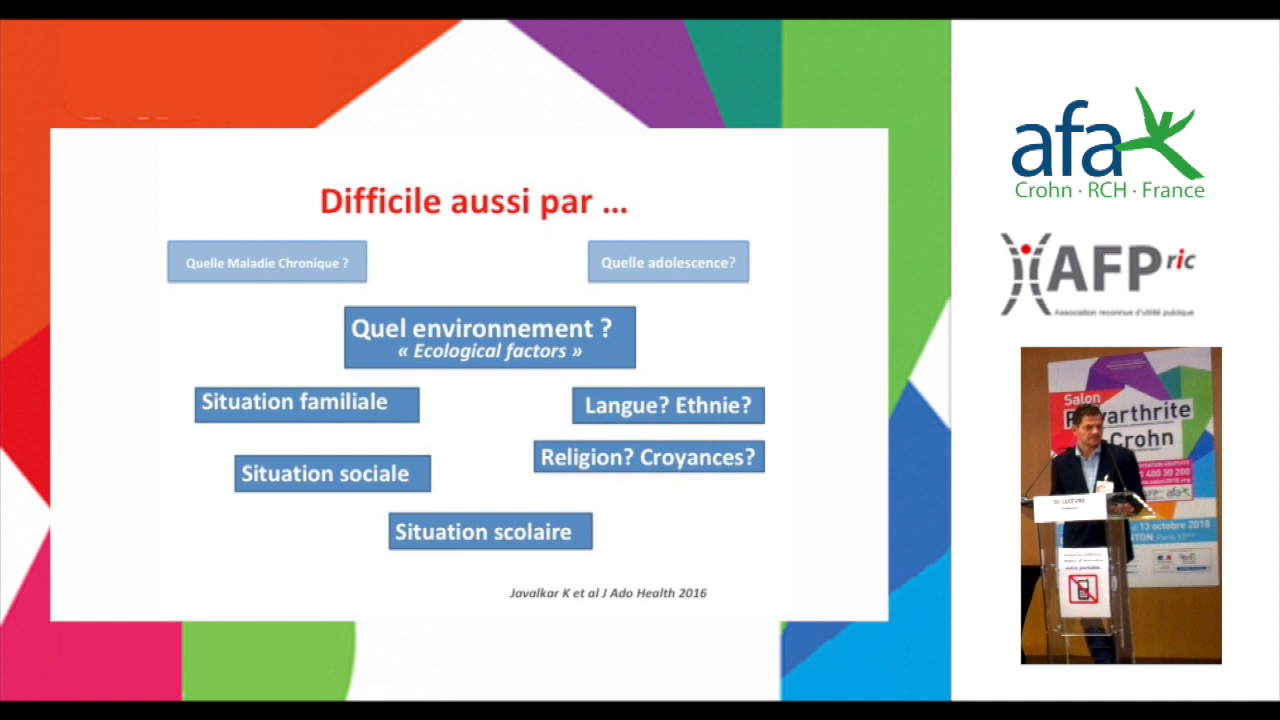 Difficile aussi par ...
Quelle Maladie Chronique ?
Quelle adolescence?
Quel environnement ?
« Ecological factors »
Situation familiale
Langue? Ethnie?
Religion? Croyances?
Situation sociale
Situation scolaire
Javalkar K et al J Ado Health 2016
afa
Crohn · RCH · France
AFP ric
Association reconnue d'utilité publique
Salon
Crohn
Dr LEFÈVRE
13 octobre 2018